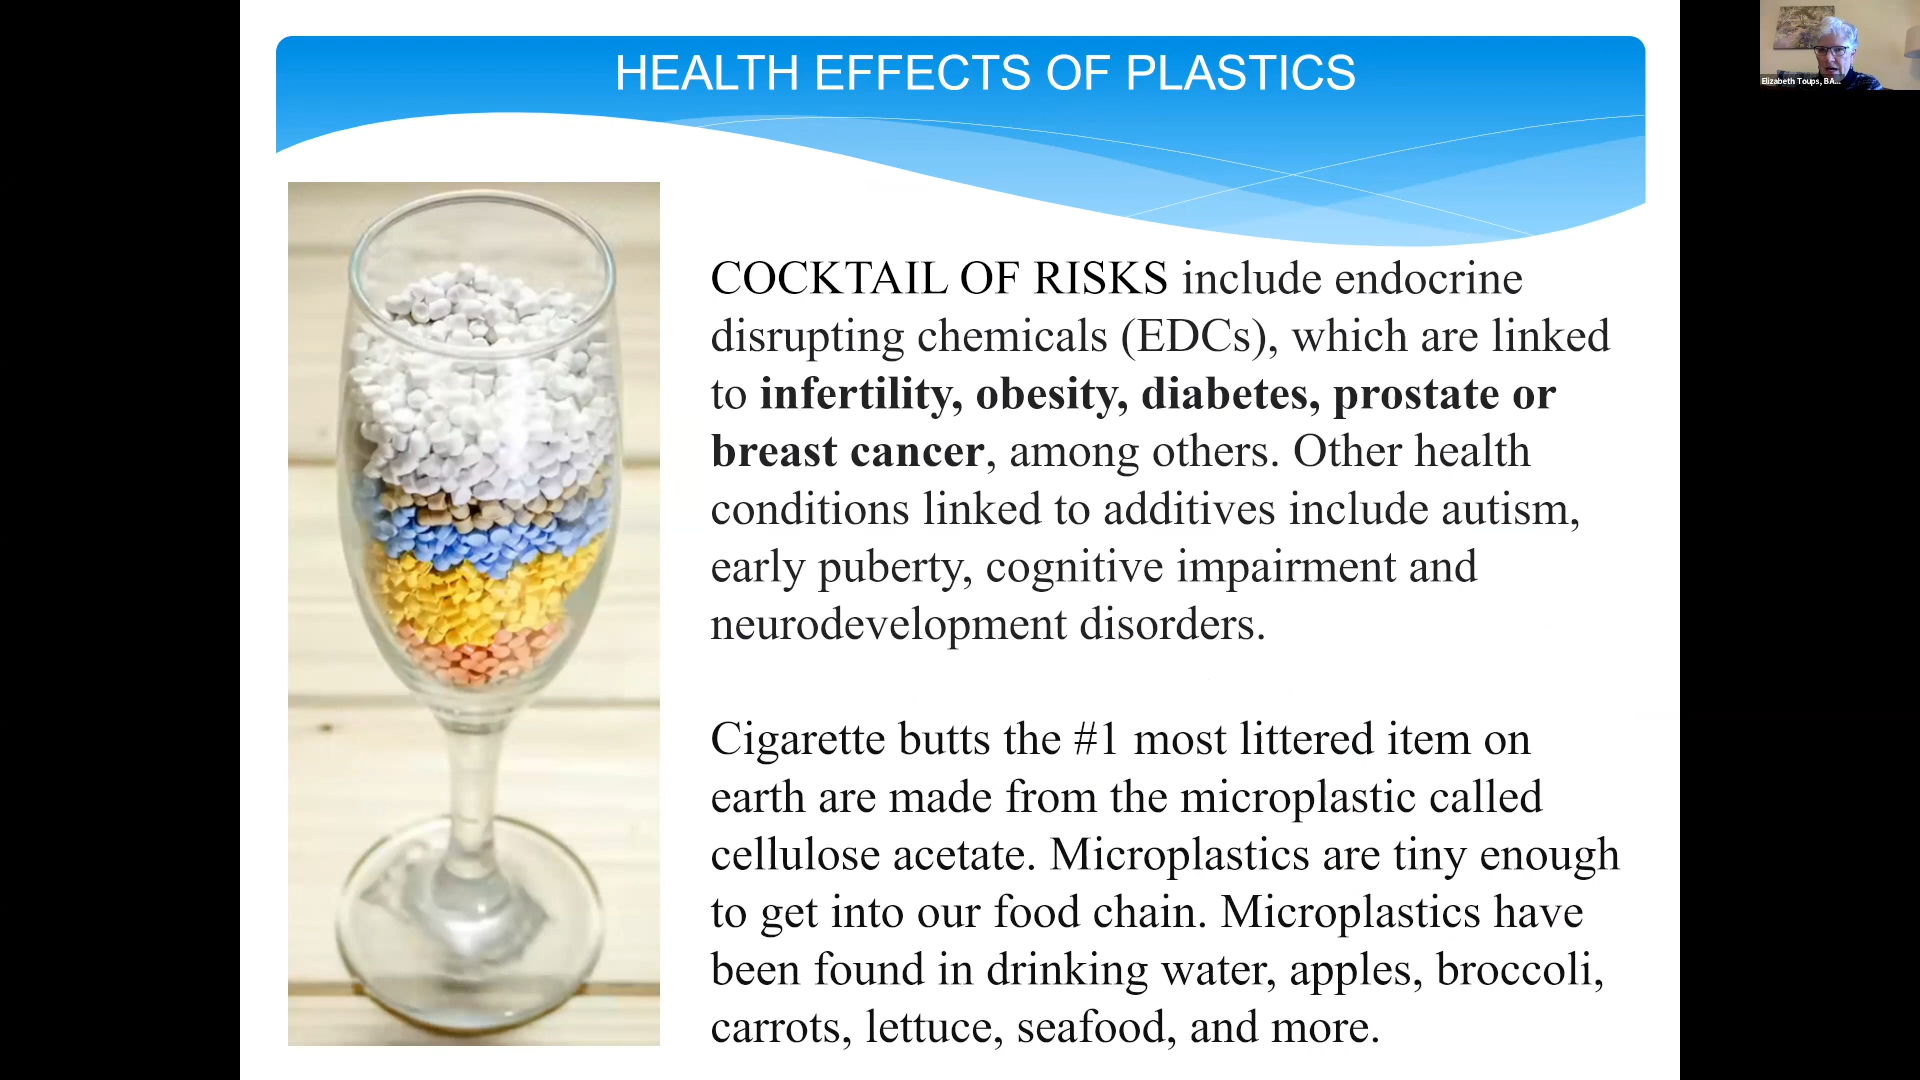 HEALTH EFFECTS OF PLASTICS
Elizabeth Toups, BA...
COCKTAIL OF RISKS include endocrine
disrupting chemicals (EDCs), which are linked
to infertility, obesity, diabetes, prostate or
breast cancer, among others. Other health
conditions linked to additives include autism,
early puberty, cognitive impairment and
neurodevelopment disorders.
Cigarette butts the #1 most littered item on
earth are made from the microplastic called
cellulose acetate. Microplastics are tiny enough
to get into our food chain. Microplastics have
been found in drinking water, apples, broccoli,
carrots, lettuce, seafood, and more.